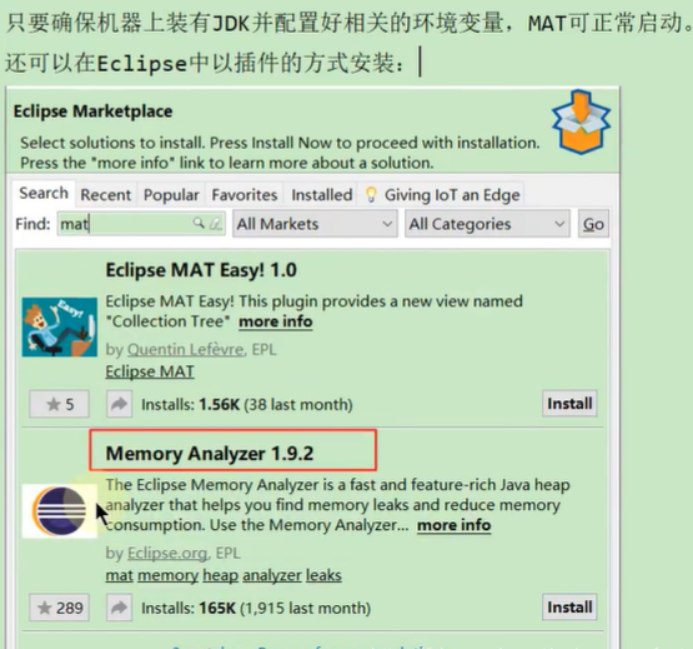 只要确保机器上装有JDK并配置好相关的环境变量，MAT可正常启动。
还可以在Eclipse中以插件的方式安装：
Eclipse Marketplace
Select solutions to install. Press Install Now to proceed with installation.
Press the "more info" link to learn more about a solution.
Search Recent Popular Favorites Installed Giving IoT an Edge
Find: mat All Markets All Categories Go
Eclipse MAT Easy! 1.0
Easy!
Eclipse MAT Easy! This plugin provides a new view named
"Collection Tree" more info
by Quentin Lefèvre, EPL
Eclipse MAT
5 Installs: 1.56K (38 last month) Install
Memory Analyzer 1.9.2
The Eclipse Memory Analyzer is a fast and feature-rich Java heap
analyzer that helps you find memory leaks and reduce memory
consumption. Use the Memory Analyzer... more info
by Eclipse.org, EPL
mat memory heap analyzer leaks
289 Installs: 165K (1,915 last month) Install